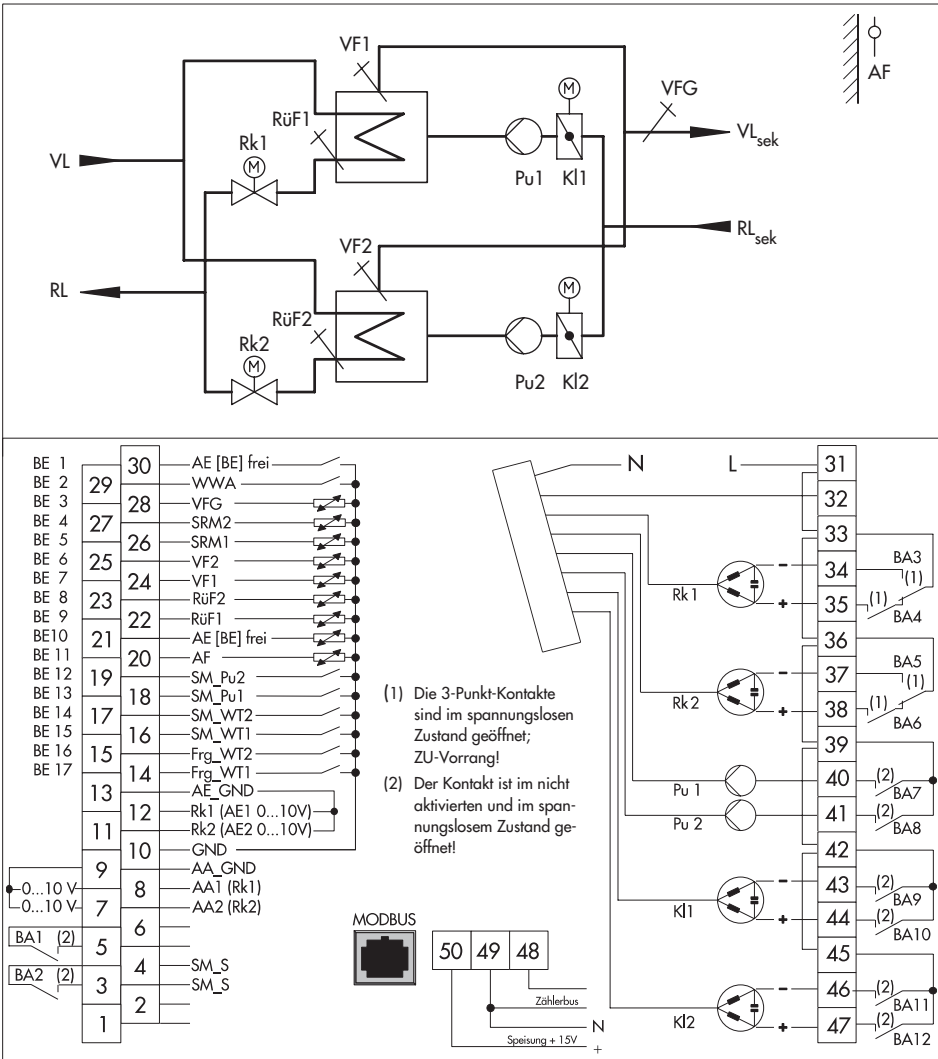 VF1
VFG
AF
RüF1
Rk1
M
M
VL
VL sek
Pu1 Kl1
RL sek
VF2
RL
RüF2
Rk2
M
M
Pu2 Kl2
BE 1 30 AE [BE] frei
BE 2 29 WWA
BE 3 28 VFG
BE 4 27 SRM2
BE 5 26 SRM1
BE 6 25 VF2
BE 7 24 VF1
BE 8 23 RüF2
BE 9 22 RüF1
BE10 21 AE [BE] frei
BE 11 20 AF
BE 12 19 SM_Pu2
BE 13 18 SM_Pu1
BE 14 17 SM_WT2
BE 15 16 SM_WT1
BE 16 15 Frg_WT2
BE 17 14 Frg_WT1
13 AE_GND
12 Rk1 (AE1 0...10V)
11 Rk2 (AE2 0...10V)
10 GND
9 AA_GND
0...10 V 8 AA1 (Rk1)
0...10 V 7 AA2 (Rk2)
6
BA1 (2) 5
4 SM_S
BA2 (2) 3 SM_S
2
1
(1) Die 3-Punkt-Kontakte
sind im spannungslosen
Zustand geöffnet;
ZU-Vorrang!
(2) Der Kontakt ist im nicht
aktivierten und im span-
nungslosem Zustand ge-
öffnet!
MODBUS
50 49 48
Zählerbus
N
Speisung + 15V
+
N L 31
32
33
- 34 BA3
(1)
Rk 1
+ 35 (1) BA4
36
- 37 BA5
(1)
Rk 2
+ 38 (1) BA6
39
Pu 1 40 (2) BA7
Pu 2 41 (2) BA8
42
- 43 (2) BA9
Kl1
+ 44 (2) BA10
45
- 46 (2) BA11
Kl2
+ 47 (2) BA12